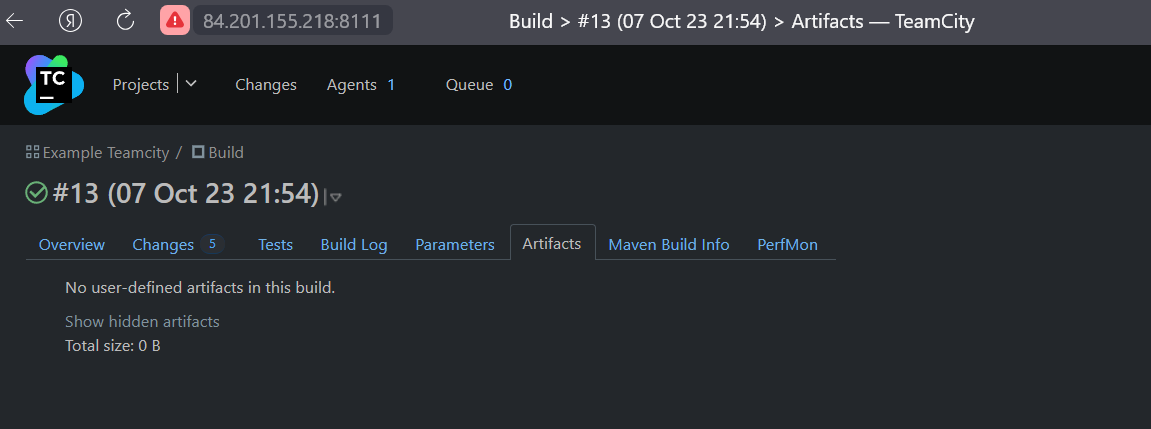 Я 84.201.155.218:8111 Build > #13 (07 Oct 23 21:54) > Artifacts — TeamCity
TC Projects Changes Agents 1 Queue 0
Example Teamcity / Build
#13 (07 Oct 23 21:54)
Overview Changes 5 Tests Build Log Parameters Artifacts Maven Build Info PerfMon
No user-defined artifacts in this build.
Show hidden artifacts
Total size: 0 B